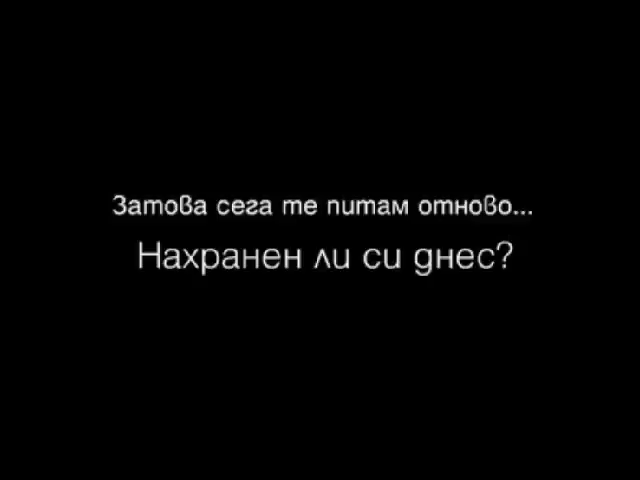 Затова сега те питам отново...
Нахранен ли си днес?